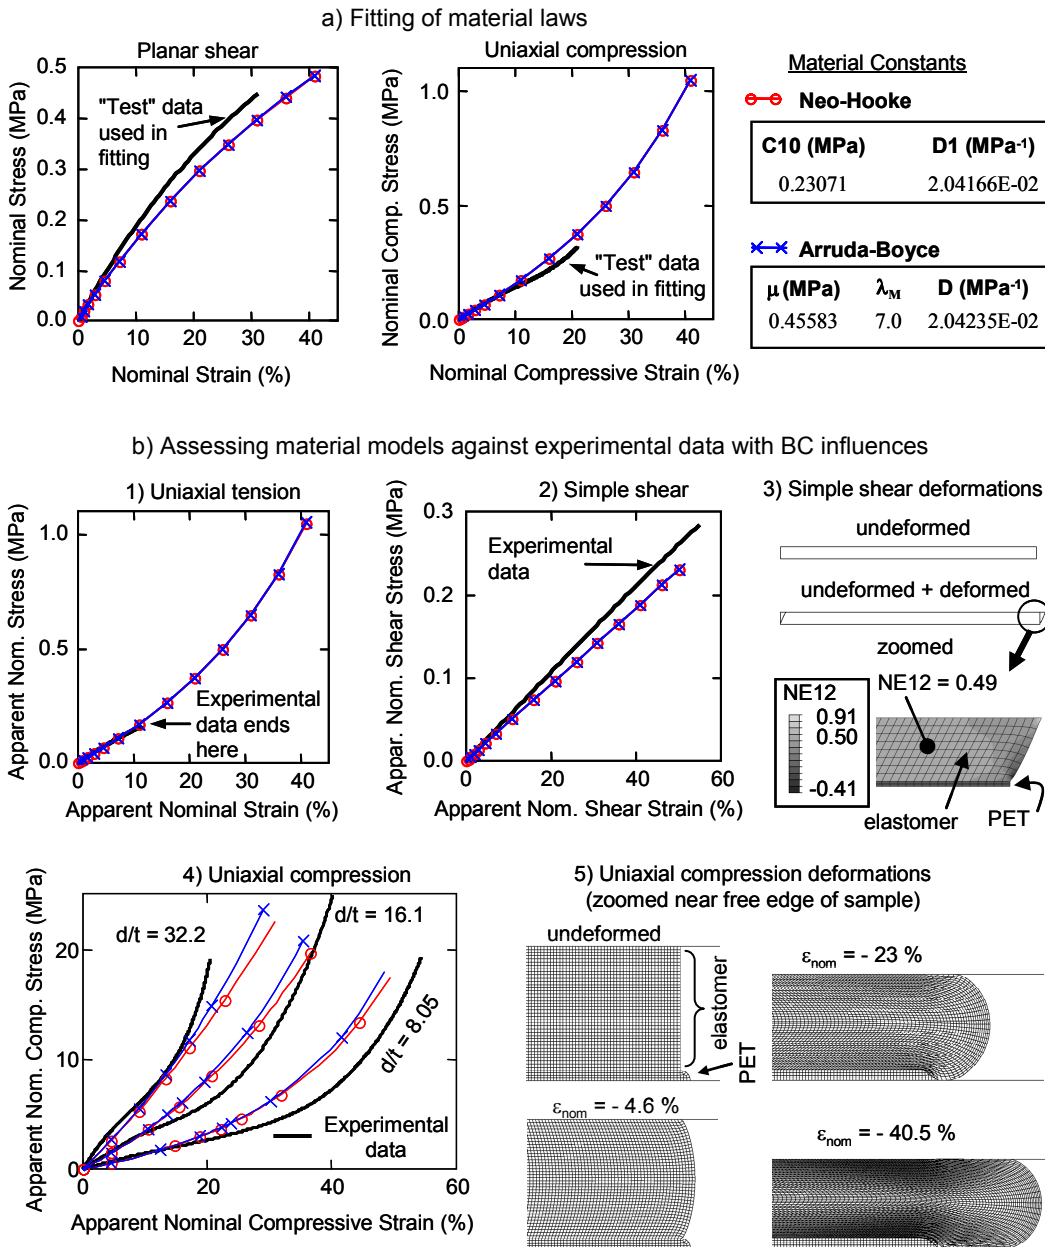 a) Fitting of material laws
Planar shear
Nominal Stress (MPa)
0.5
0.4
0.3
0.2
0.1
0.0
"Test" data
used in
fitting
0 10 20 30 40
Nominal Strain (%)
Uniaxial compression
Nominal Comp. Stress (MPa)
1.0
0.5
0.0
"Test" data
used in fitting
0 10 20 30 40
Nominal Compressive Strain (%)
Material Constants
Neo-Hooke
C10 (MPa) D1 (MPa⁻¹)
0.23071 2.04166E-02
Arruda-Boyce
μ (MPa) λM D (MPa⁻¹)
0.45583 7.0 2.04235E-02
b) Assessing material models against experimental data with BC influences
1) Uniaxial tension
Apparent Nom. Stress (MPa)
1.0
0.5
0.0
Experimental
data ends
here
0 10 20 30 40
Apparent Nominal Strain (%)
2) Simple shear
Appar. Nom. Shear Stress (MPa)
0.3
0.2
0.1
0.0
Experimental
data
0 20 40 60
Apparent Nom. Shear Strain (%)
3) Simple shear deformations
undeformed
undeformed + deformed
zoomed
NE12 = 0.49
NE12
0.91
0.50
-0.41
elastomer
PET
4) Uniaxial compression
Apparent Nom. Comp. Stress (MPa)
20
10
0
d/t = 32.2
d/t = 16.1
d/t = 8.05
Experimental
data
0 20 40 60
Apparent Nominal Compressive Strain (%)
5) Uniaxial compression deformations
(zoomed near free edge of sample)
undeformed
elastomer
PET
εnom = - 23 %
εnom = - 4.6 %
εnom = - 40.5 %